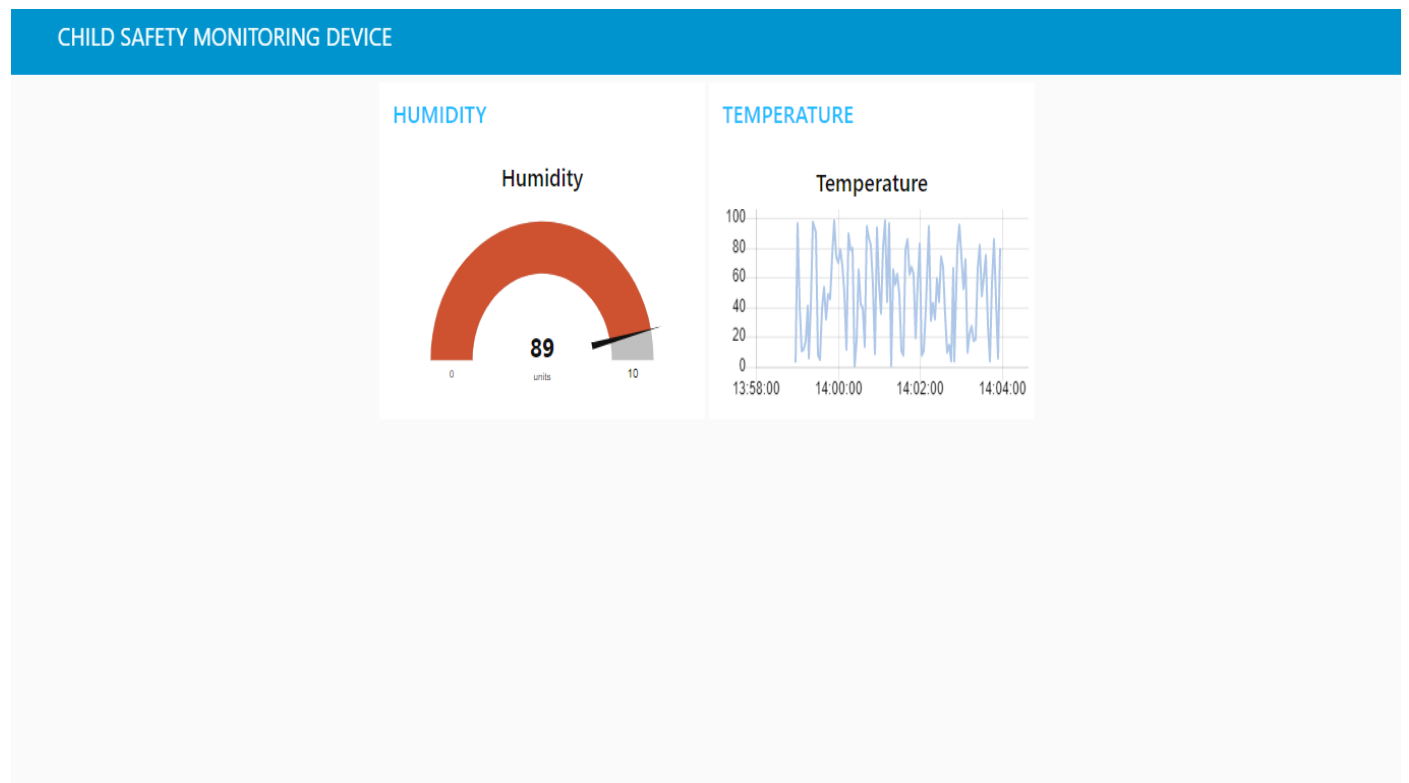 CHILD SAFETY MONITORING DEVICE
HUMIDITY
Humidity
89
units
0
10
TEMPERATURE
Temperature
100
80
60
40
20
0
13:58:00 14:00:00 14:02:00 14:04:00